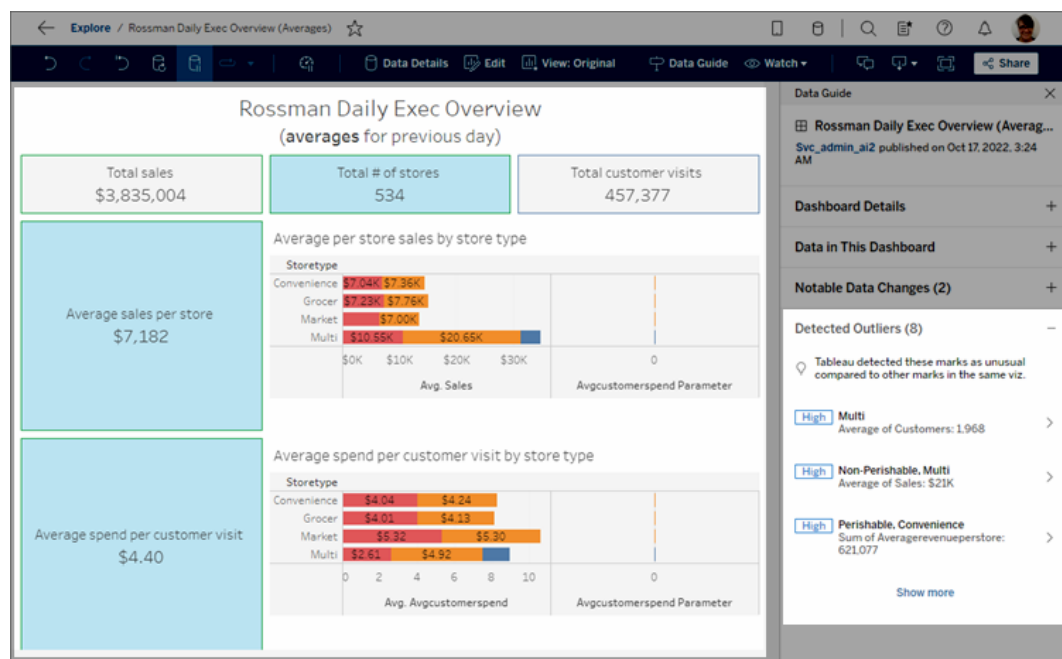 Explore / Rossman Daily Exec Overview (Averages)
Data Details Edit View: Original Data Guide Watch Share
Rossman Daily Exec Overview
(averages for previous day)
Total sales
$3,835,004
Total # of stores
534
Total customer visits
457,377
Average sales per store
$7,182
Average per store sales by store type
Storetype
Convenience $7.04K $7.36K
Grocer $7.23K $7.76K
Market $7.00K
Multi $10.55K $20.65K
$0K $10K $20K $30K 0
Avg. Sales Avgcustomerspend Parameter
Average spend per customer visit
$4.40
Average spend per customer visit by store type
Storetype
Convenience $4.04 $4.24
Grocer $4.01 $4.13
Market $5.32 $5.30
Multi $2.61 $4.92
0 2 4 6 8 10 0
Avg. Avgcustomerspend Avgcustomerspend Parameter
Data Guide
Rossman Daily Exec Overview (Averag...
Svc_admin_ai2 published on Oct 17, 2022, 3:24
AM
Dashboard Details
Data in This Dashboard
Notable Data Changes (2)
Detected Outliers (8)
Tableau detected these marks as unusual
compared to other marks in the same viz.
High Multi
Average of Customers: 1,968
High Non-Perishable, Multi
Average of Sales: $21K
High Perishable, Convenience
Sum of Averagerevenueperstore:
621,077
Show more